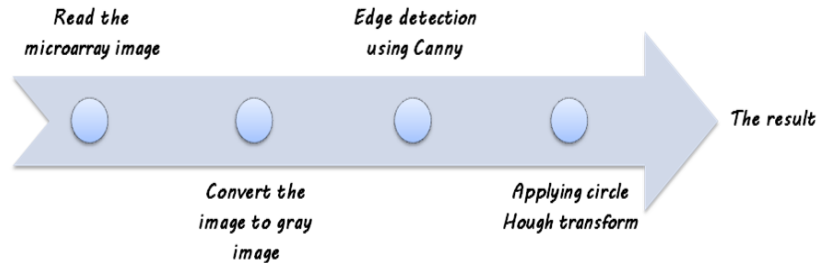 Read the
microarray image
Convert the
image to gray
image
Edge detection
using Canny
Applying circle
Hough transform
The result